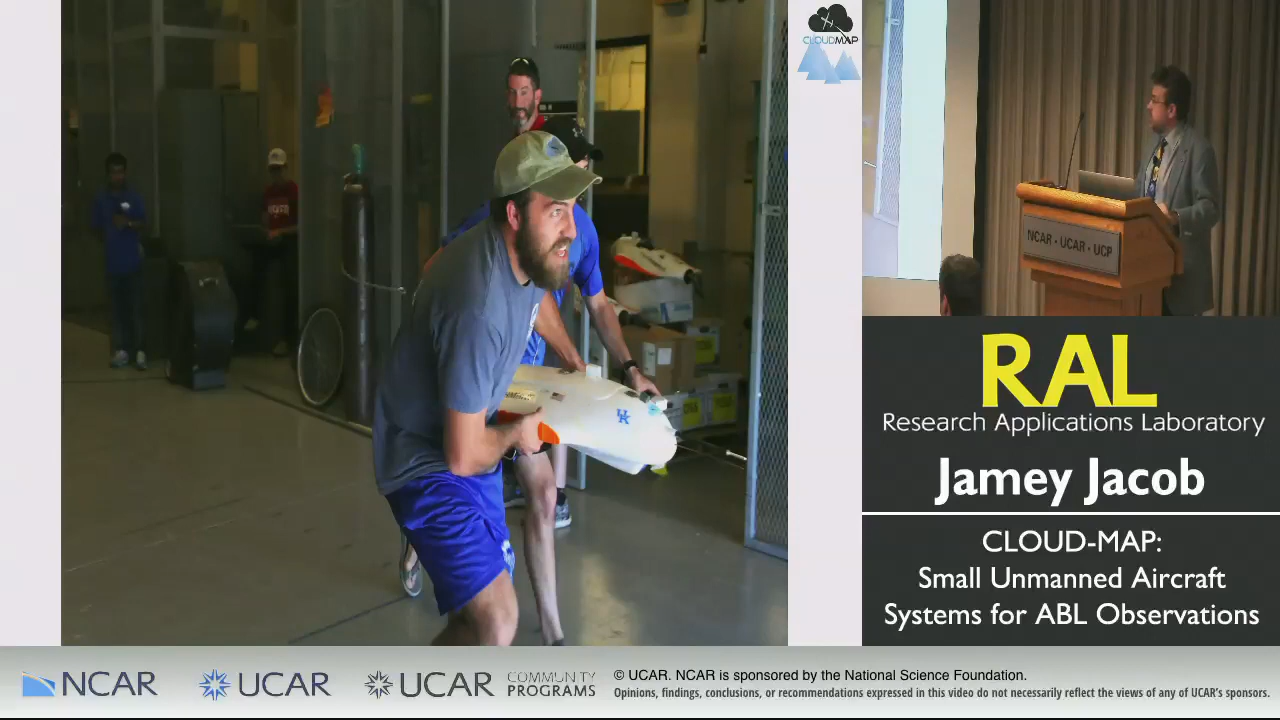 CLOUDMAP
UK
NCAR • UCAR • UCP
RAL
Research Applications Laboratory
Jamey Jacob
CLOUD-MAP:
Small Unmanned Aircraft
Systems for ABL Observations
NCAR
UCAR
UCAR
COMMUNITY
PROGRAMS
© UCAR. NCAR is sponsored by the National Science Foundation.
Opinions, findings, conclusions, or recommendations expressed in this video do not necessarily reflect the views of any of UCAR's sponsors.